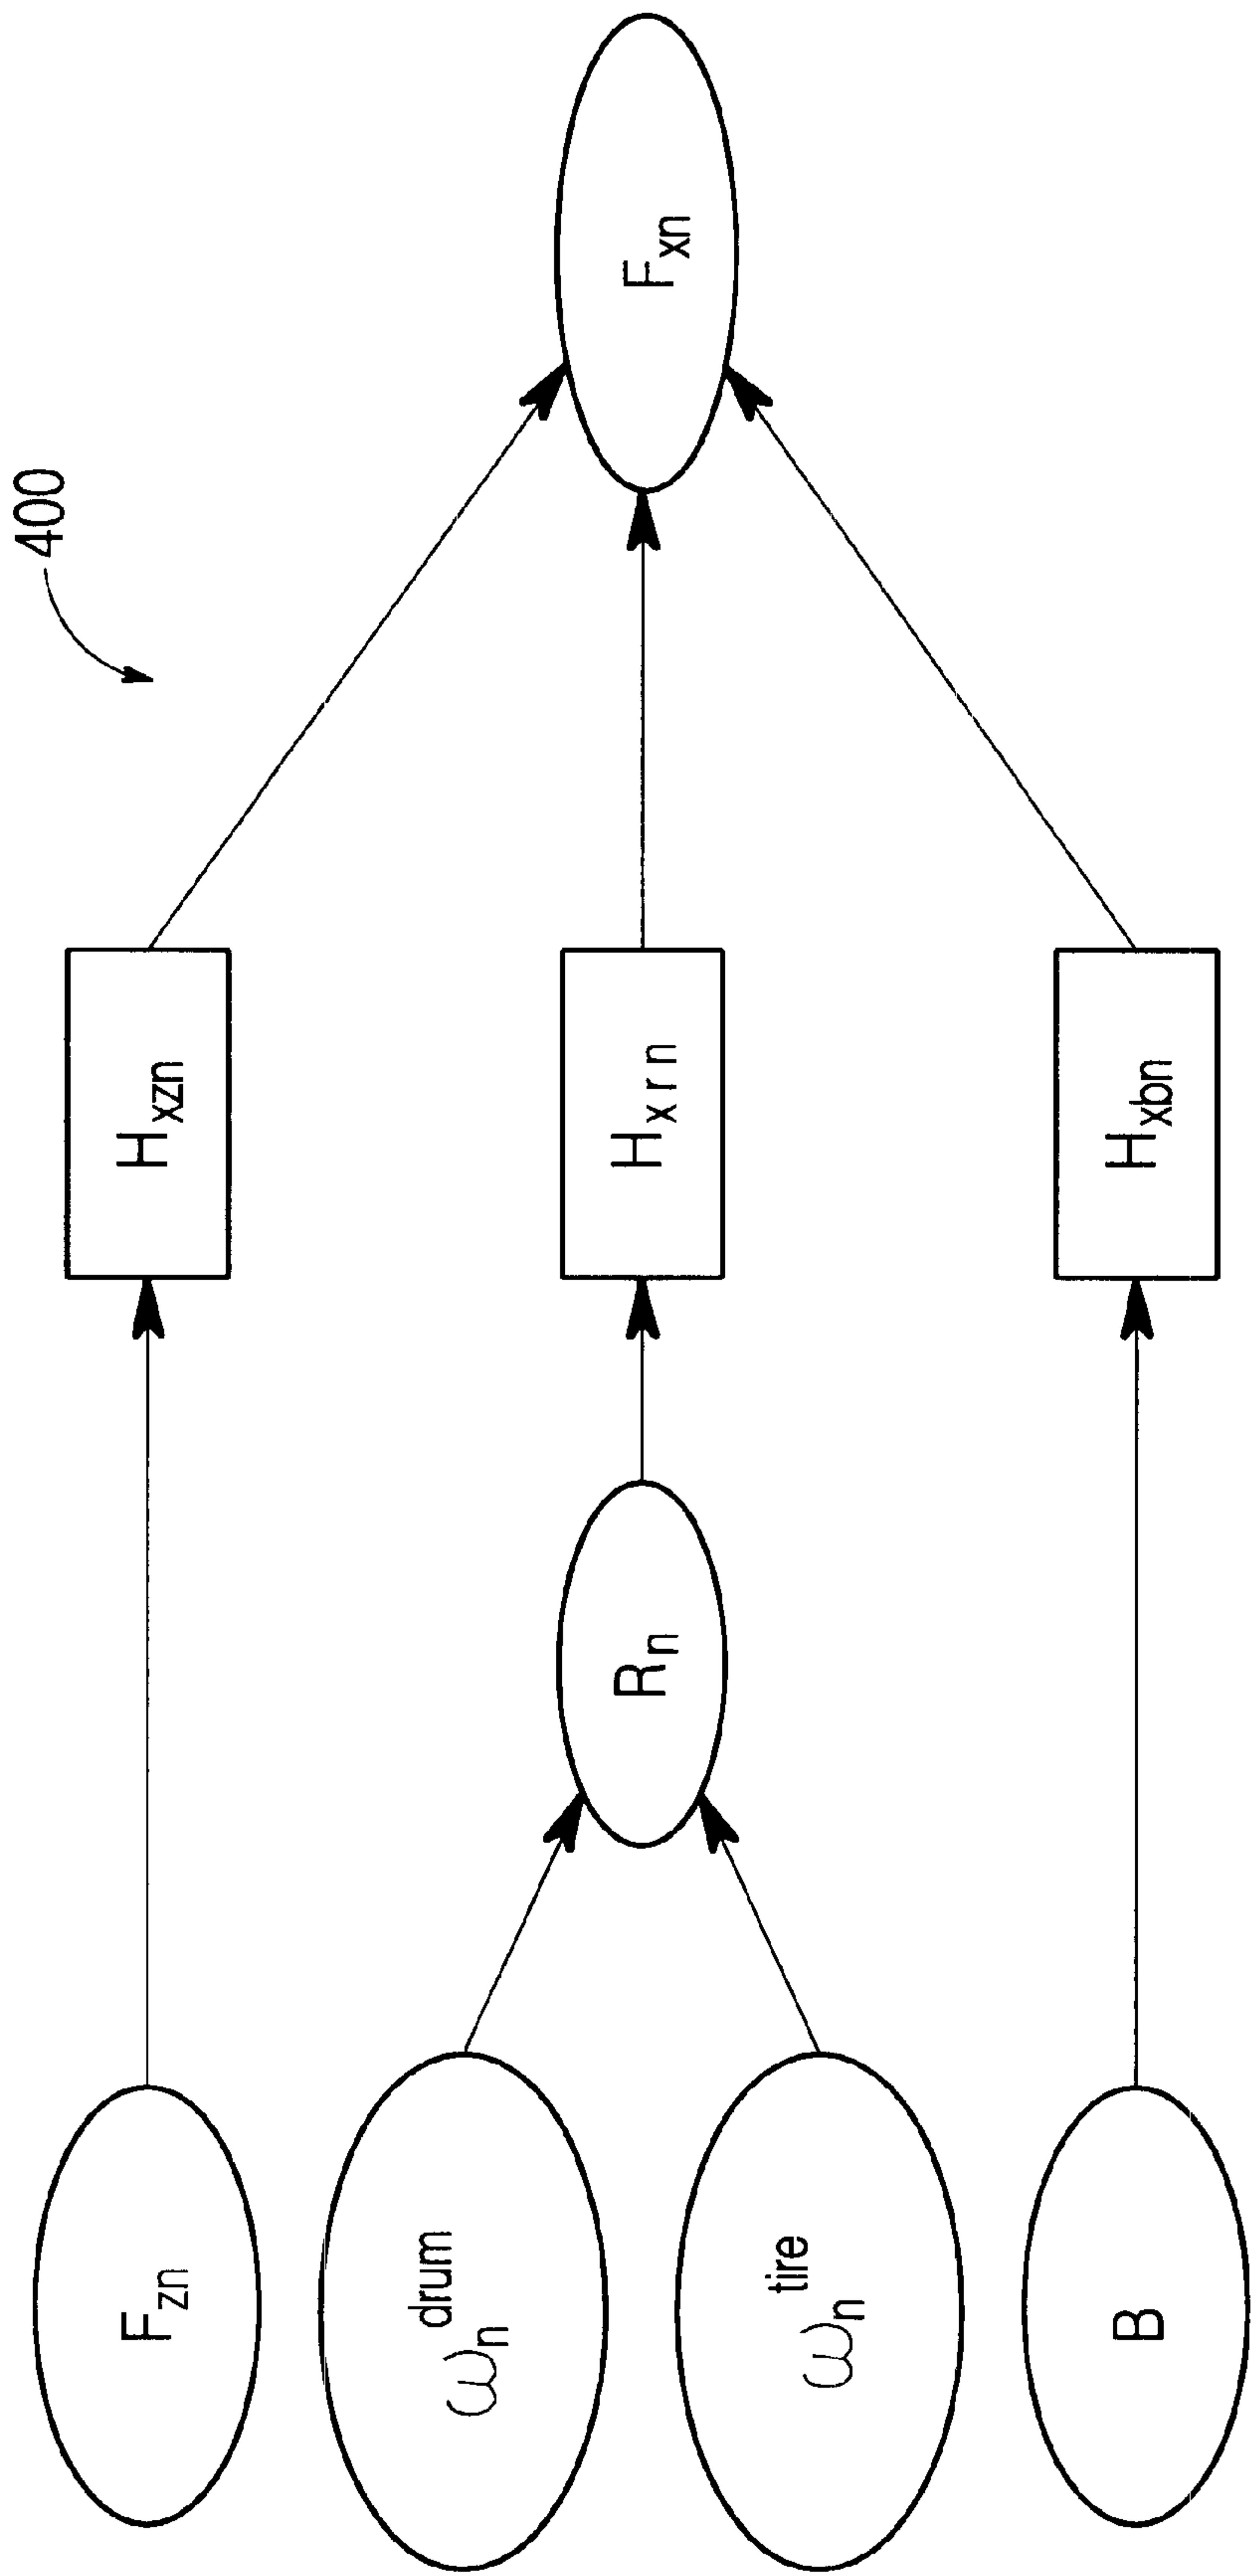 400
F_zn
H_xzn
ω_n^drum
R_n
H_xrn
F_xn
ω_n^tire
B
H_xbn